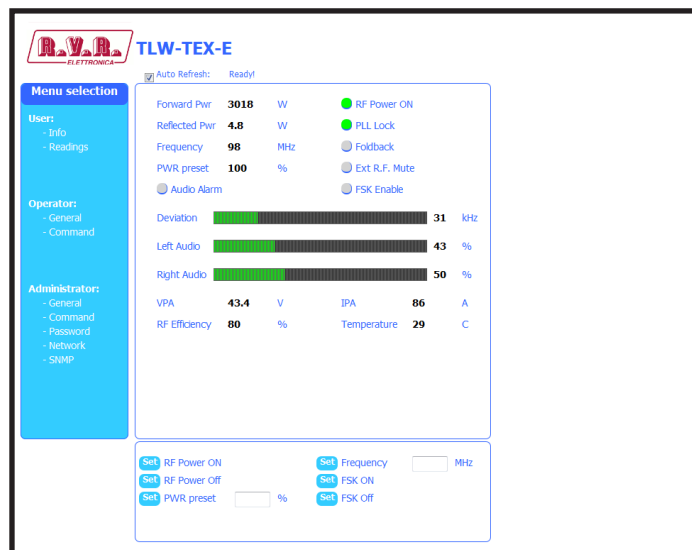 R.V.R.
ELETTRONICA
TLW-TEX-E
Auto Refresh: Ready!
Menu selection
User:
- Info
- Readings
Operator:
- General
- Command
Administrator:
- General
- Command
- Password
- Network
- SNMP
Forward Pwr 3018 W RF Power ON
Reflected Pwr 4.8 W PLL Lock
Frequency 98 MHz Foldback
PWR preset 100 % Ext R.F. Mute
Audio Alarm FSK Enable
Deviation 31 kHz
Left Audio 43 %
Right Audio 50 %
VPA 43.4 V IPA 86 A
RF Efficiency 80 % Temperature 29 C
Set RF Power ON Set Frequency MHz
Set RF Power Off Set FSK ON
Set PWR preset % Set FSK Off